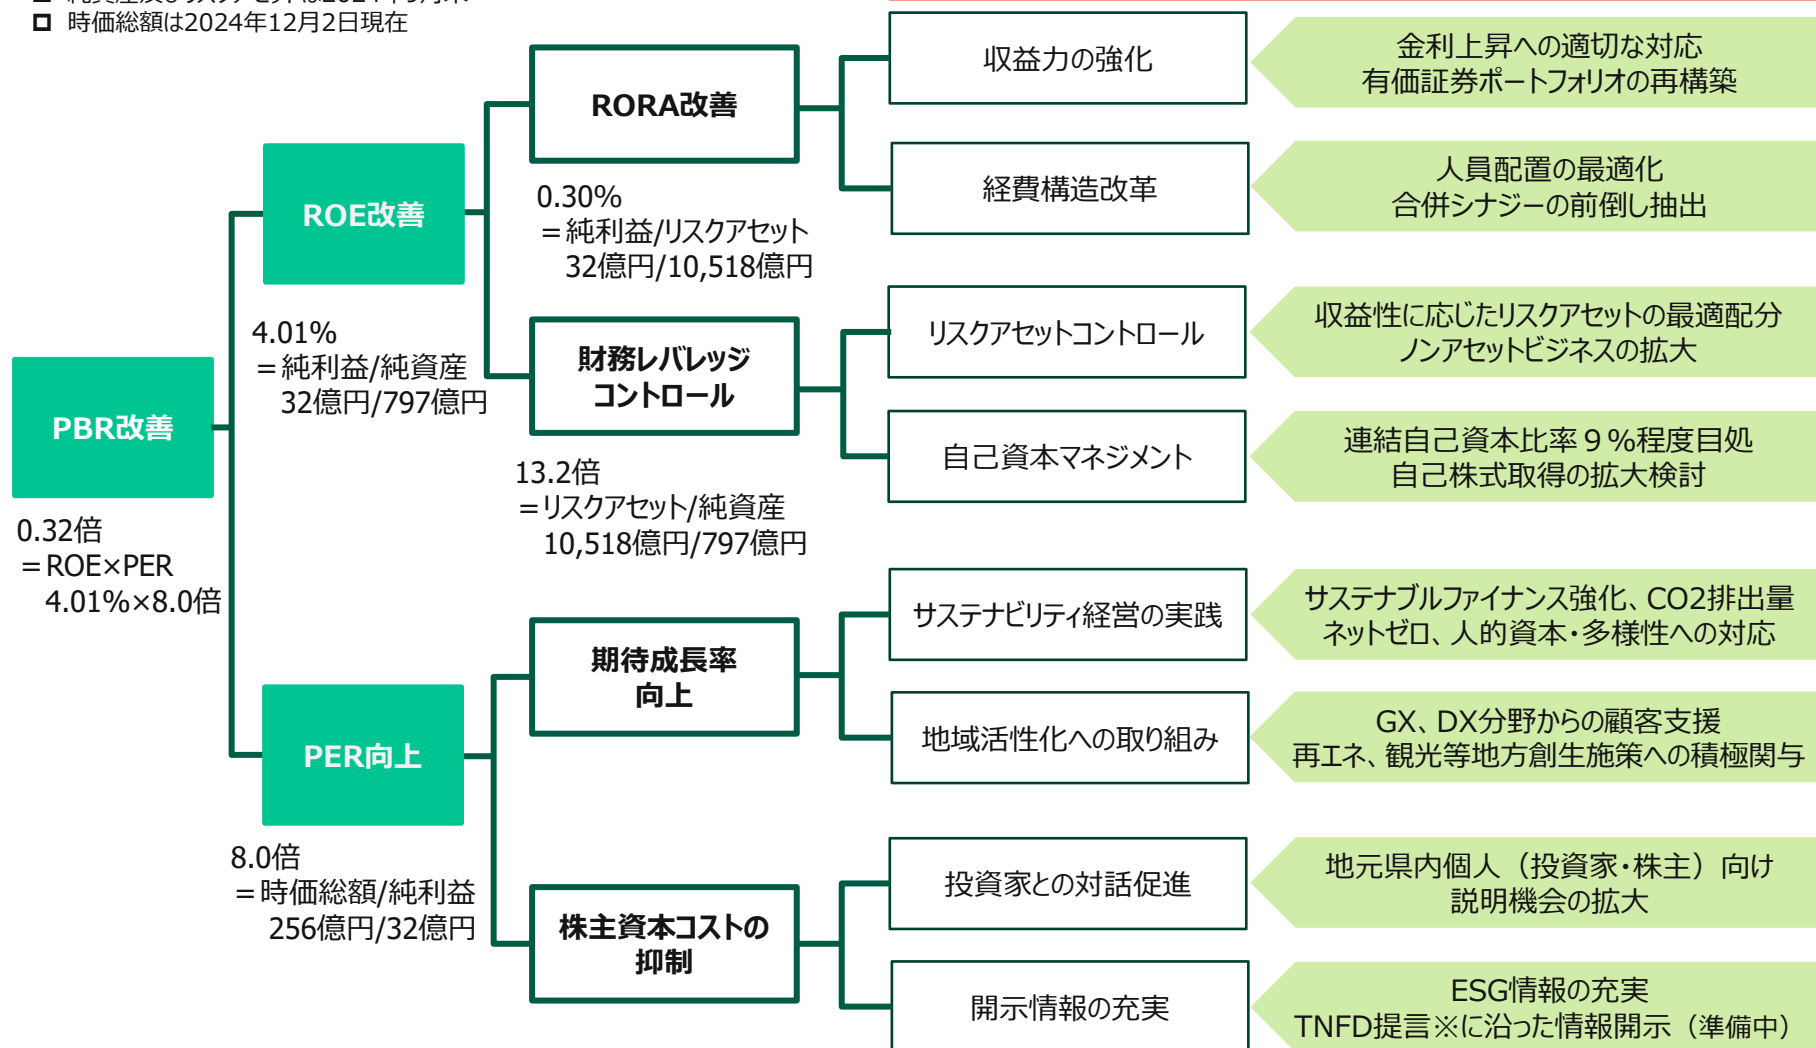 時価総額は2024年12月2日現在
PBR改善
0.32倍
＝ROE×PER
4.01%×8.0倍
ROE改善
4.01%
＝純利益/純資産
32億円/797億円
PER向上
8.0倍
＝時価総額/純利益
256億円/32億円
RORA改善
0.30%
＝純利益/リスクアセット
32億円/10,518億円
財務レバレッジ
コントロール
13.2倍
＝リスクアセット/純資産
10,518億円/797億円
期待成長率
向上
株主資本コストの
抑制
収益力の強化
金利上昇への適切な対応
有価証券ポートフォリオの再構築
経費構造改革
人員配置の最適化
合併シナジーの前倒し抽出
リスクアセットコントロール
収益性に応じたリスクアセットの最適配分
ノンアセットビジネスの拡大
自己資本マネジメント
連結自己資本比率９%程度目処
自己株式取得の拡大検討
サステナビリティ経営の実践
サステナブルファイナンス強化、CO2排出量
ネットゼロ、人的資本・多様性への対応
地域活性化への取り組み
GX、DX分野からの顧客支援
再エネ、観光等地方創生施策への積極関与
投資家との対話促進
地元県内個人（投資家・株主）向け
説明機会の拡大
開示情報の充実
ESG情報の充実
TNFD提言※に沿った情報開示（準備中）